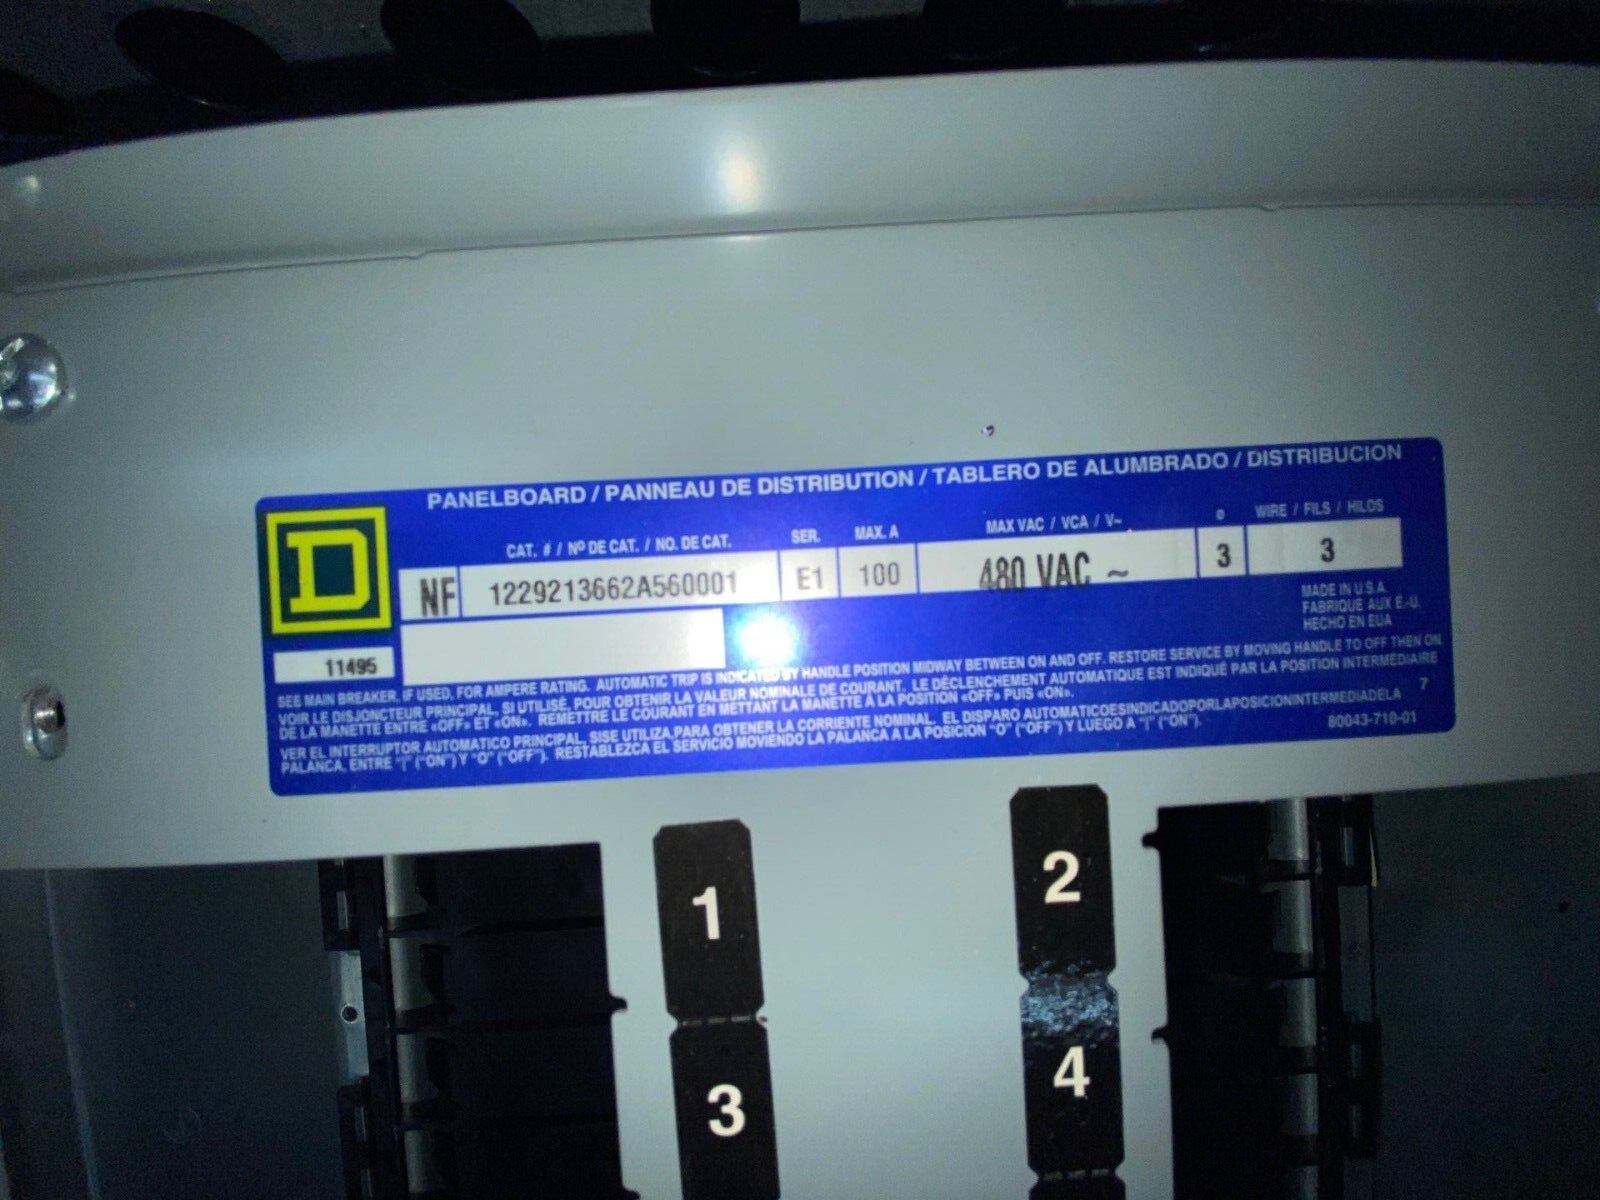 PANELBOARD / PANNEAU DE DISTRIBUTION / TABLERO DE ALUMBRADO / DISTRIBUCION
D
CAT. # / Nº DE CAT. / NO. DE CAT. SER. MAX. A MAX VAC / VCA / V~ ø WIRE / FILS / HILOS
NF 1229213662A560001 E1 100 480 VAC ~ 3 3
MADE IN U.S.A.
FABRIQUE AUX E.-U.
HECHO EN EUA
11495
SEE MAIN BREAKER, IF USED, FOR AMPERE RATING. AUTOMATIC TRIP IS INDICATED BY HANDLE POSITION MIDWAY BETWEEN ON AND OFF. RESTORE SERVICE BY MOVING HANDLE TO OFF THEN ON.
VOIR LE DISJONCTEUR PRINCIPAL, SI UTILISÉ, POUR OBTENIR LA VALEUR NOMINALE DE COURANT. LE DÉCLENCHEMENT AUTOMATIQUE EST INDIQUÉ PAR LA POSITION INTERMÉDIAIRE
DE LA MANETTE ENTRE «OFF» ET «ON». REMETTRE LE COURANT EN METTANT LA MANETTE À LA POSITION «OFF» PUIS «ON».
7
VER EL INTERRUPTOR AUTOMATICO PRINCIPAL, SISE UTILIZA,PARA OBTENER LA CORRIENTE NOMINAL. EL DISPARO AUTOMATICOESINDICADOPORLAPOSICIONINTERMEDIADELA
PALANCA, ENTRE "|" ("ON") Y "O" ("OFF"). RESTABLEZCA EL SERVICIO MOVIENDO LA PALANCA A LA POSICION "O" ("OFF") Y LUEGO A "|" ("ON").
80043-710-01
1
2
3
4